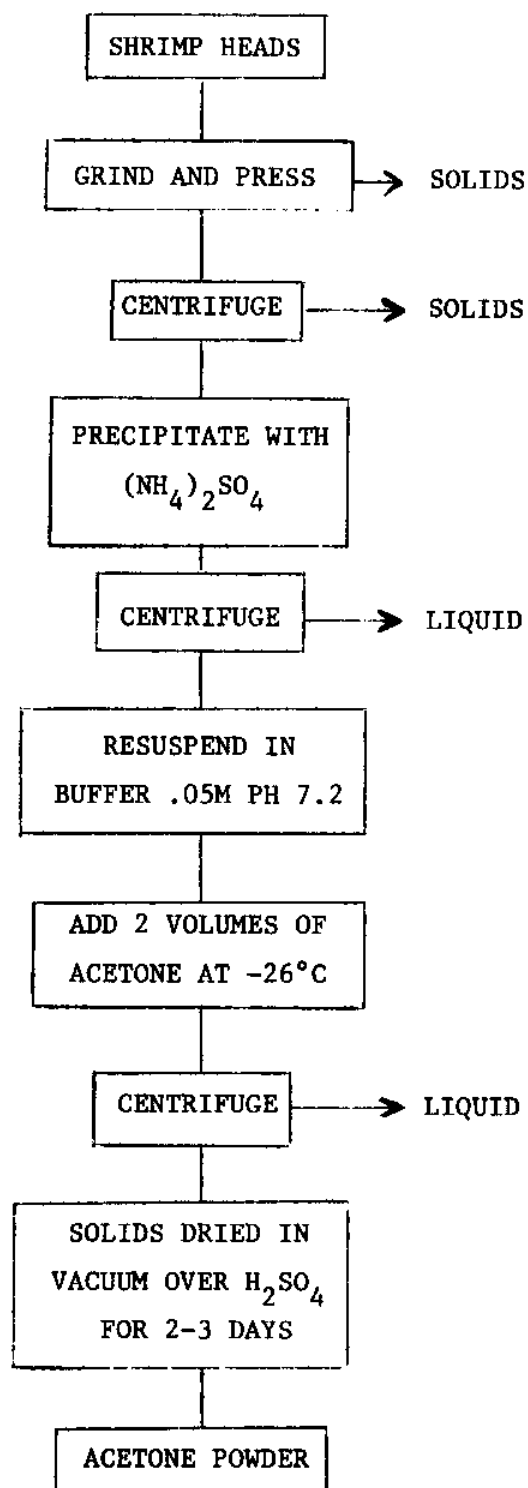 SHRIMP HEADS
GRIND AND PRESS
SOLIDS
CENTRIFUGE
SOLIDS
PRECIPITATE WITH
(NH4)2SO4
CENTRIFUGE
LIQUID
RESUSPEND IN
BUFFER .05M PH 7.2
ADD 2 VOLUMES OF
ACETONE AT -26°C
CENTRIFUGE
LIQUID
SOLIDS DRIED IN
VACUUM OVER H2SO4
FOR 2-3 DAYS
ACETONE POWDER